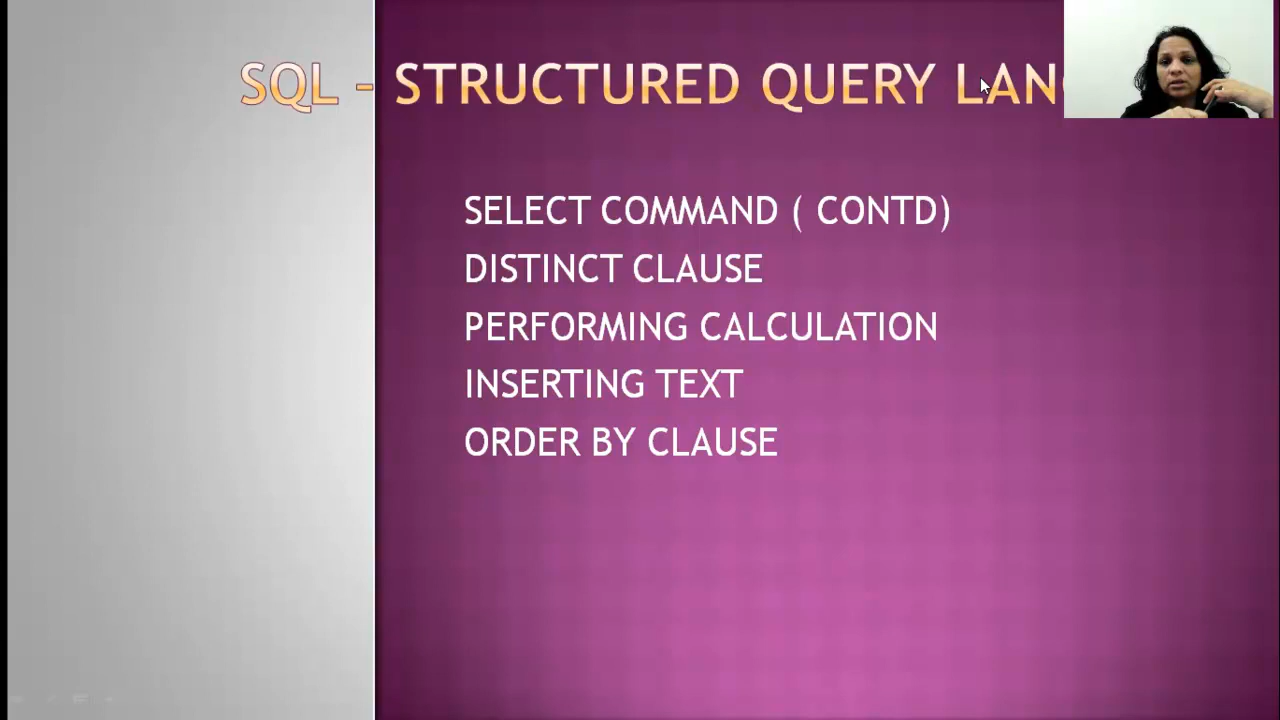 SQL - STRUCTURED QUERY LAN
SELECT COMMAND ( CONTD)
DISTINCT CLAUSE
PERFORMING CALCULATION
INSERTING TEXT
ORDER BY CLAUSE